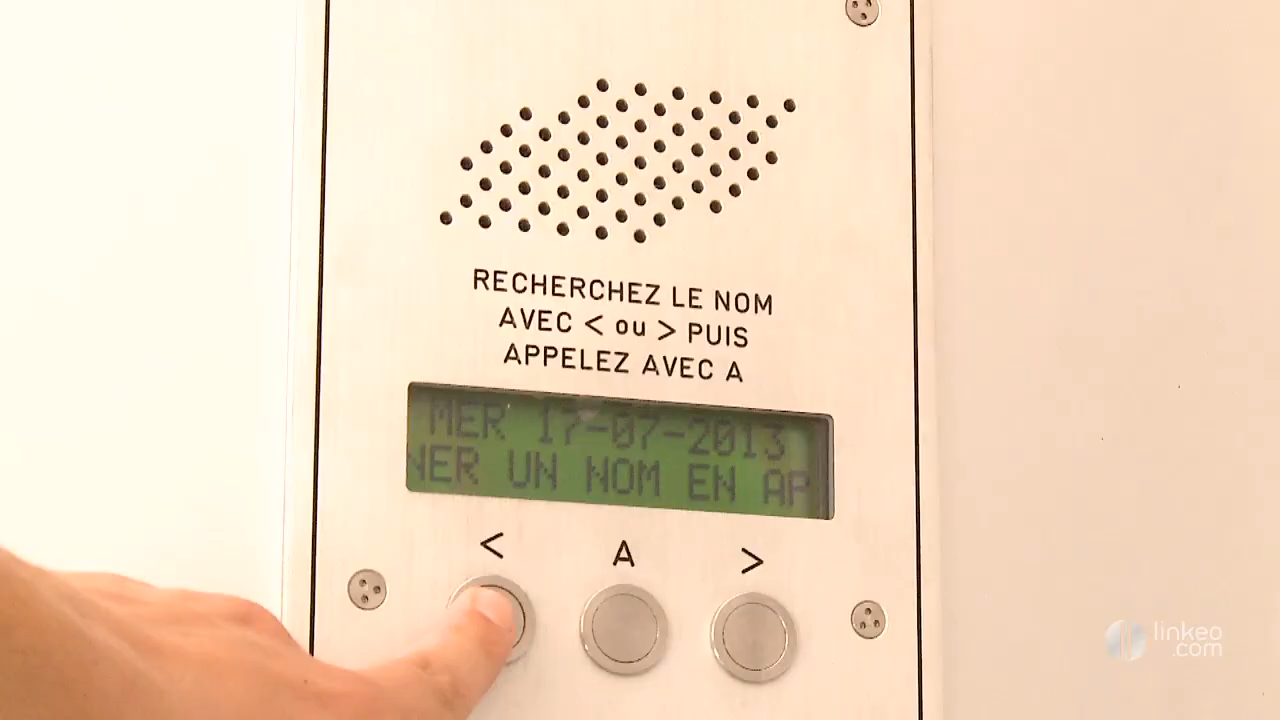 RECHERCHEZ LE NOM
AVEC < ou > PUIS
APPELEZ AVEC A
MER 17-07-2013
NER UN NOM EN AP
< A >
linkeo
.com